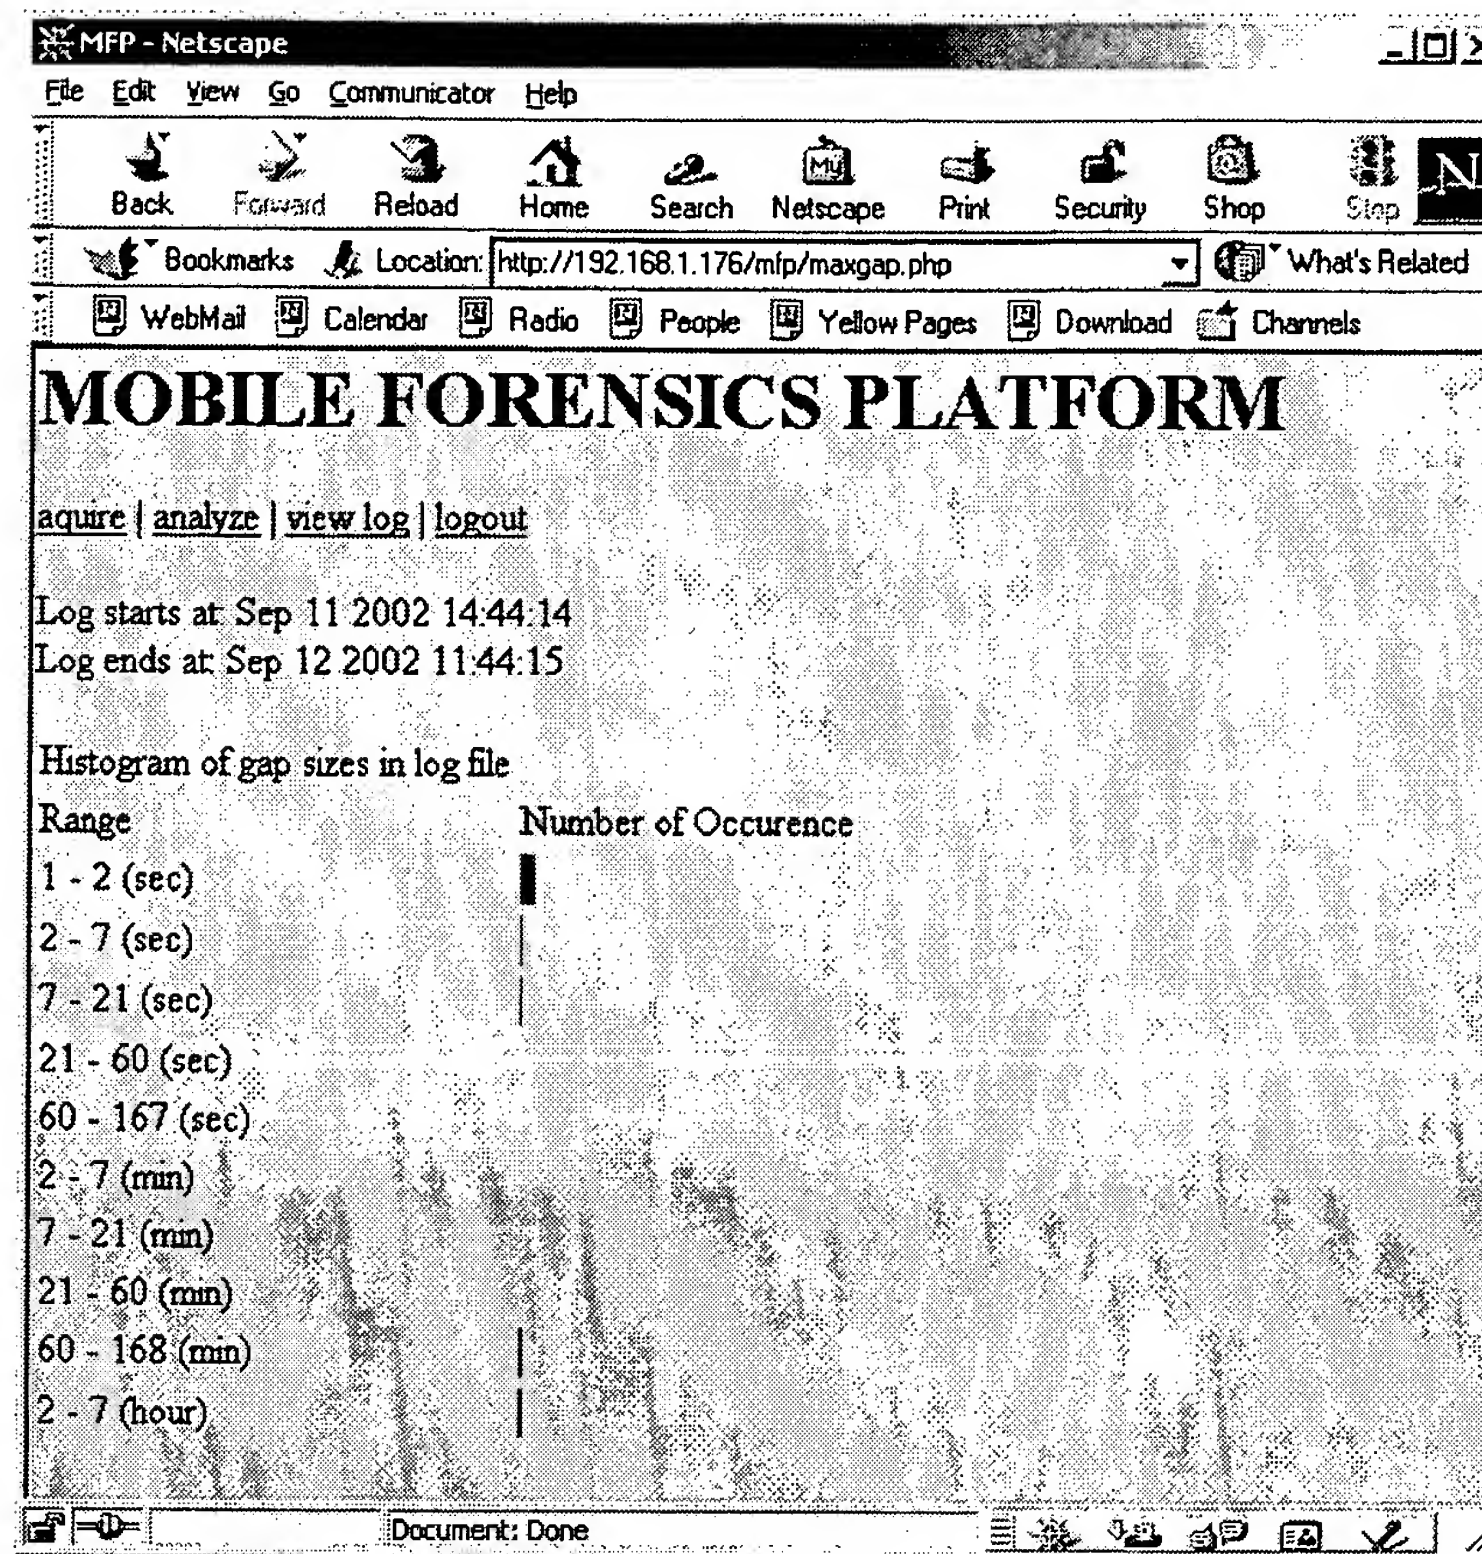 MFP - Netscape
File Edit View Go Communicator Help
Back Forward Reload Home Search Netscape Print Security Shop Stop
My
N
Bookmarks Location: http://192.168.1.176/mfp/maxgap.php What's Related
WebMail Calendar Radio People Yellow Pages Download Channels
MOBILE FORENSICS PLATFORM
aquire | analyze | view log | logout
Log starts at: Sep 11 2002 14:44:14
Log ends at: Sep 12 2002 11:44:15
Histogram of gap sizes in log file
Range Number of Occurence
1 - 2 (sec)
2 - 7 (sec)
7 - 21 (sec)
21 - 60 (sec)
60 - 167 (sec)
2 - 7 (min)
7 - 21 (min)
21 - 60 (min)
60 - 168 (min)
2 - 7 (hour)
Document: Done